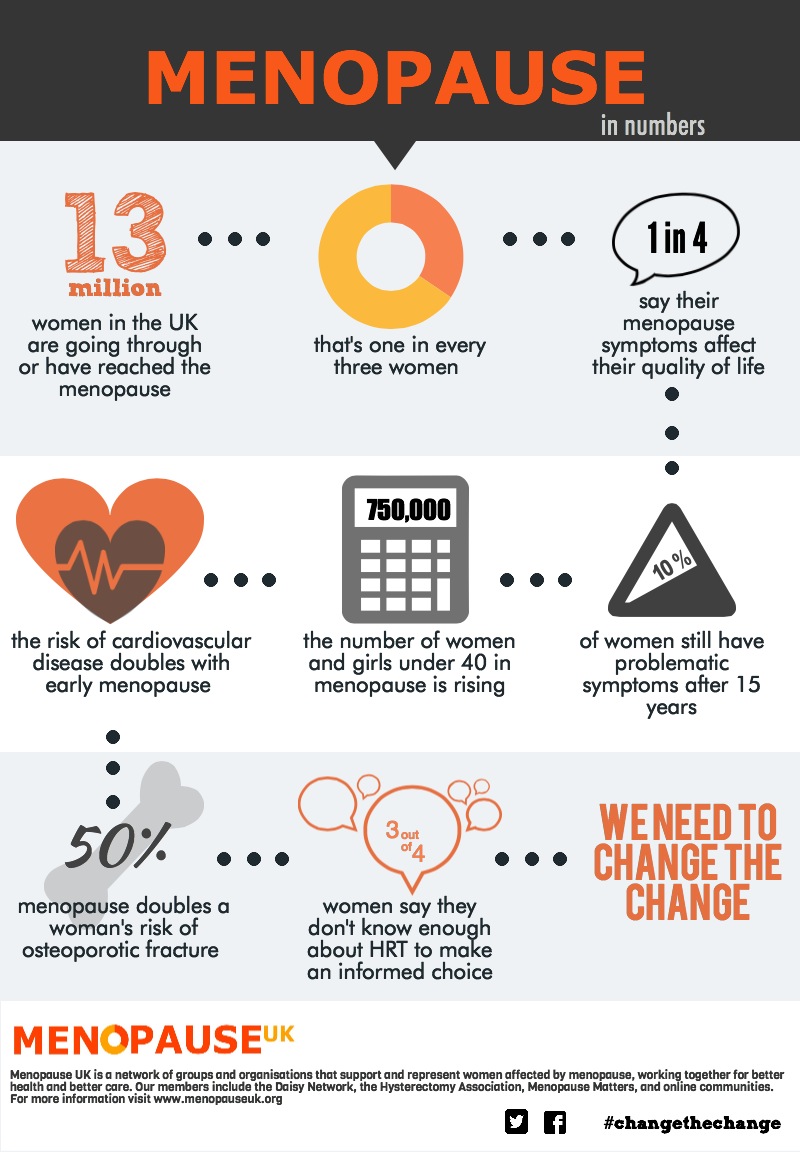 MENOPAUSE
in numbers
13
million
women in the UK
are going through
or have reached the
menopause
that's one in every
three women
1 in 4
say their
menopause
symptoms affect
their quality of life
the risk of cardiovascular
disease doubles with
early menopause
750,000
the number of women
and girls under 40 in
menopause is rising
10%
of women still have
problematic
symptoms after 15
years
50%
menopause doubles a
woman's risk of
osteoporotic fracture
3 out
of 4
women say they
don't know enough
about HRT to make
an informed choice
WE NEED TO
CHANGE THE
CHANGE
MENOPAUSE UK
Menopause UK is a network of groups and organisations that support and represent women affected by menopause, working together for better
health and better care. Our members include the Daisy Network, the Hysterectomy Association, Menopause Matters, and online communities.
For more information visit www.menopauseuk.org
#changethechange